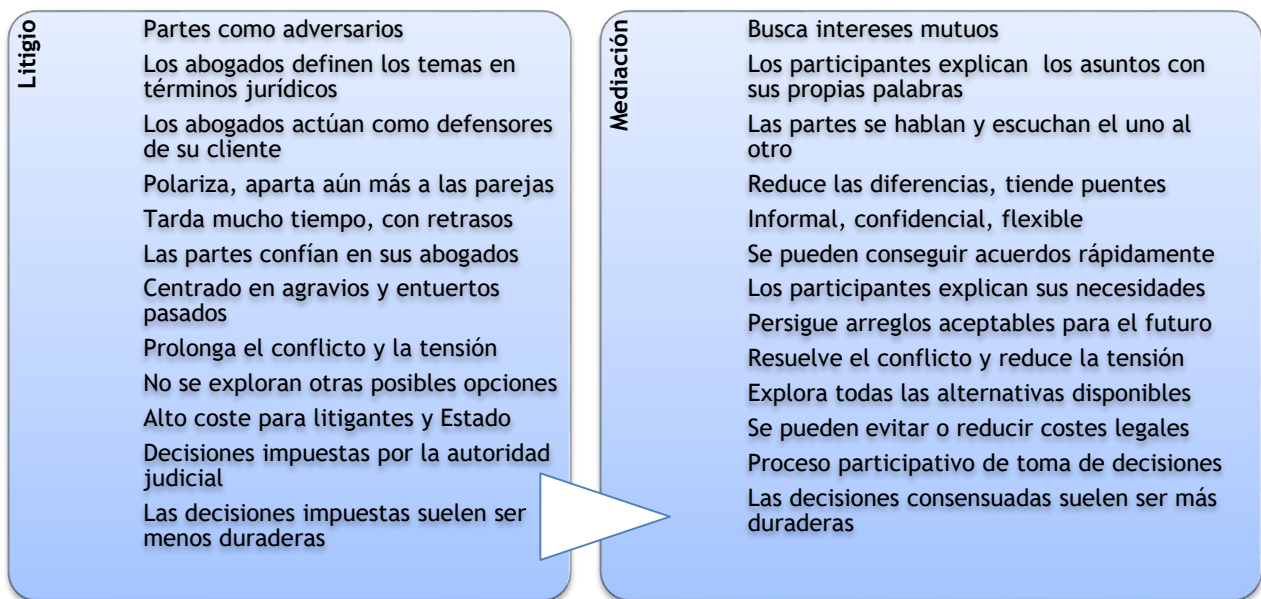 Litigio
Partes como adversarios
Los abogados definen los temas en
términos jurídicos
Los abogados actúan como defensores
de su cliente
Polariza, aparta aún más a las parejas
Tarda mucho tiempo, con retrasos
Las partes confían en sus abogados
Centrado en agravios y entuertos
pasados
Prolonga el conflicto y la tensión
No se exploran otras posibles opciones
Alto coste para litigantes y Estado
Decisiones impuestas por la autoridad
judicial
Las decisiones impuestas suelen ser
menos duraderas
Mediación
Busca intereses mutuos
Los participantes explican los asuntos con
sus propias palabras
Las partes se hablan y escuchan el uno al
otro
Reduce las diferencias, tiende puentes
Informal, confidencial, flexible
Se pueden conseguir acuerdos rápidamente
Los participantes explican sus necesidades
Persigue arreglos aceptables para el futuro
Resuelve el conflicto y reduce la tensión
Explora todas las alternativas disponibles
Se pueden evitar o reducir costes legales
Proceso participativo de toma de decisiones
Las decisiones consensuadas suelen ser más
duraderas